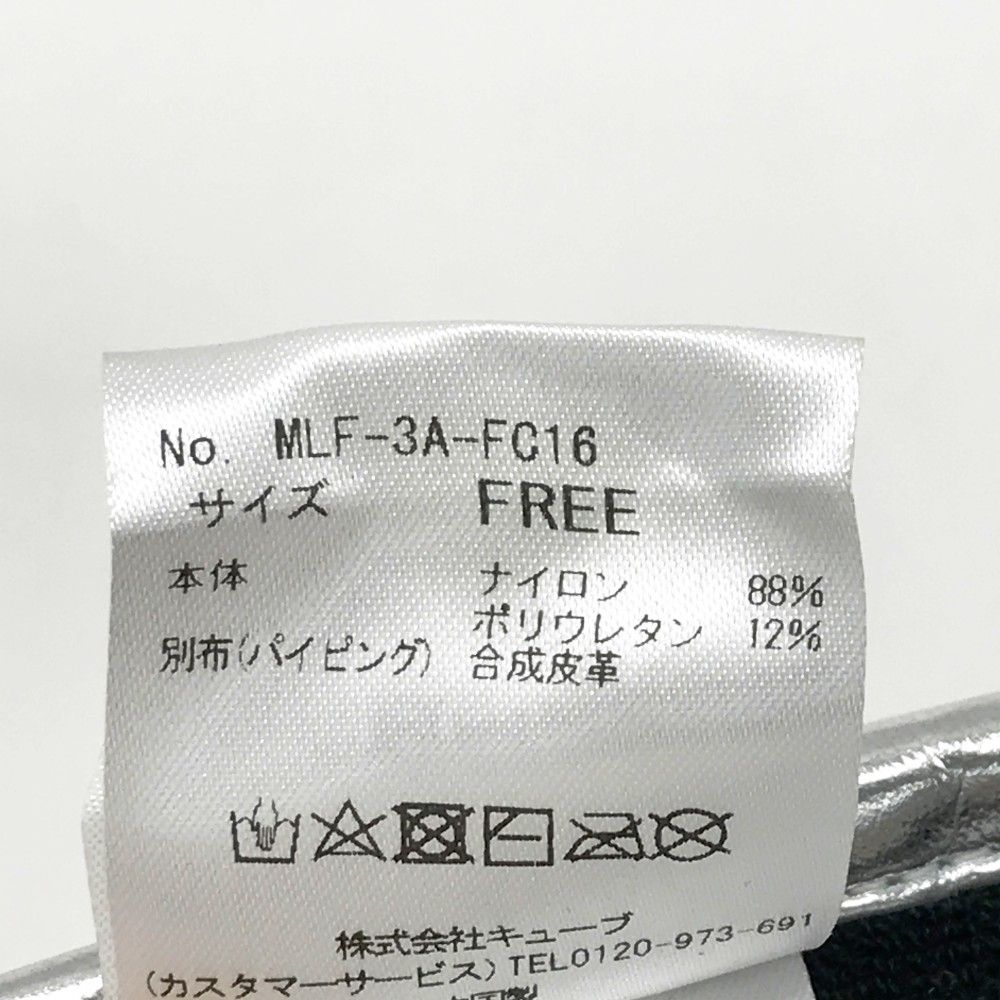 No. MLF-3A-FC16
サイズ FREE
本体 ナイロン 88%
ポリウレタン 12%
別布(パイピング) 合成皮革
株式会社キューブ
(カスタマーサービス) TEL0120-973-691